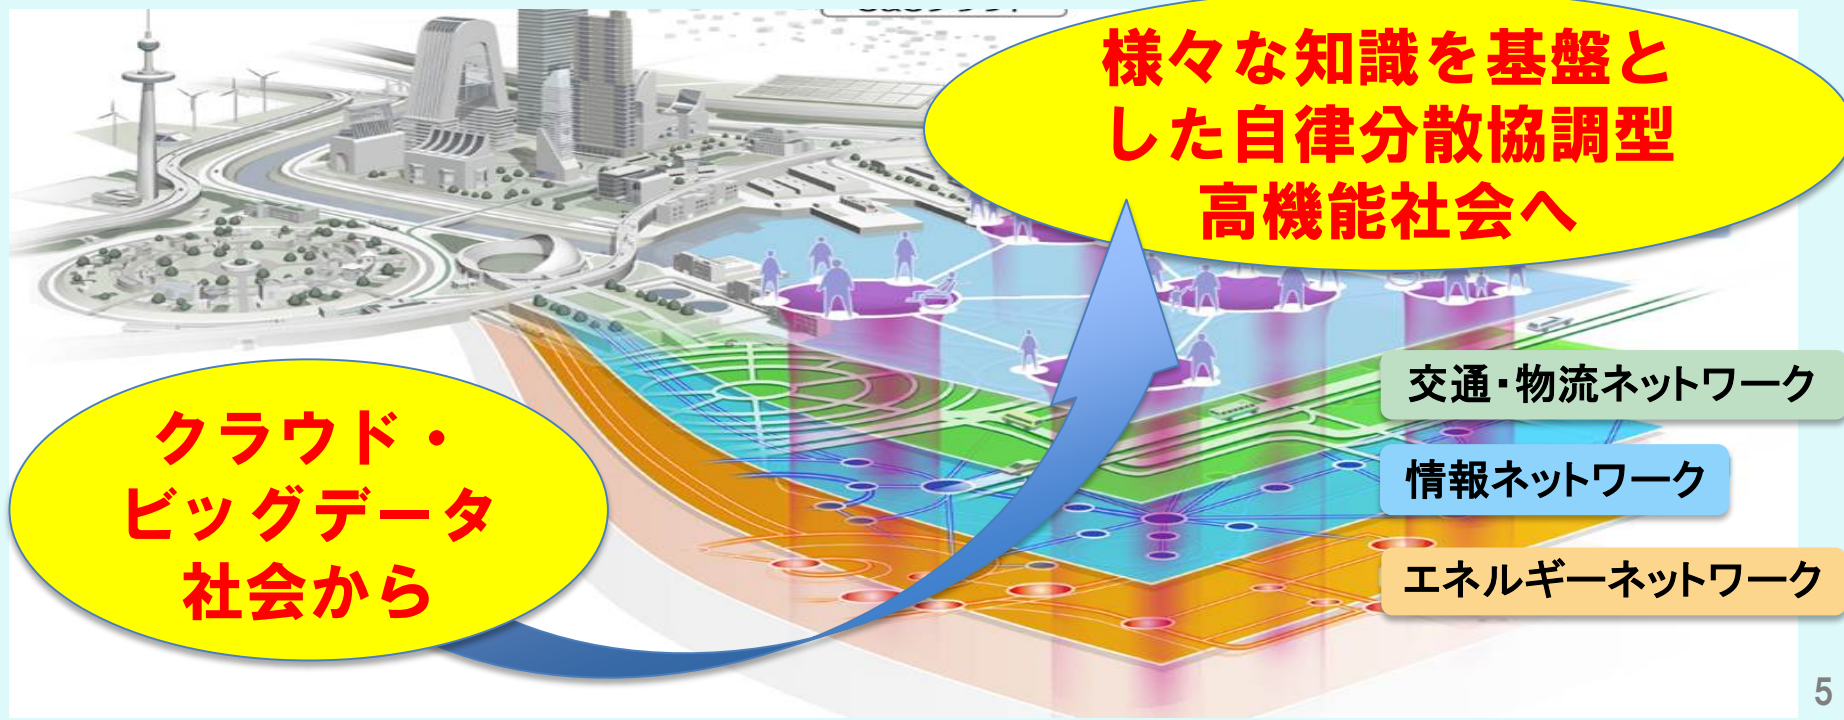 様々な知識を基盤と
した自律分散協調型
高機能社会へ
交通・物流ネットワーク
クラウド・
ビッグデータ
社会から
情報ネットワーク
エネルギーネットワーク
5